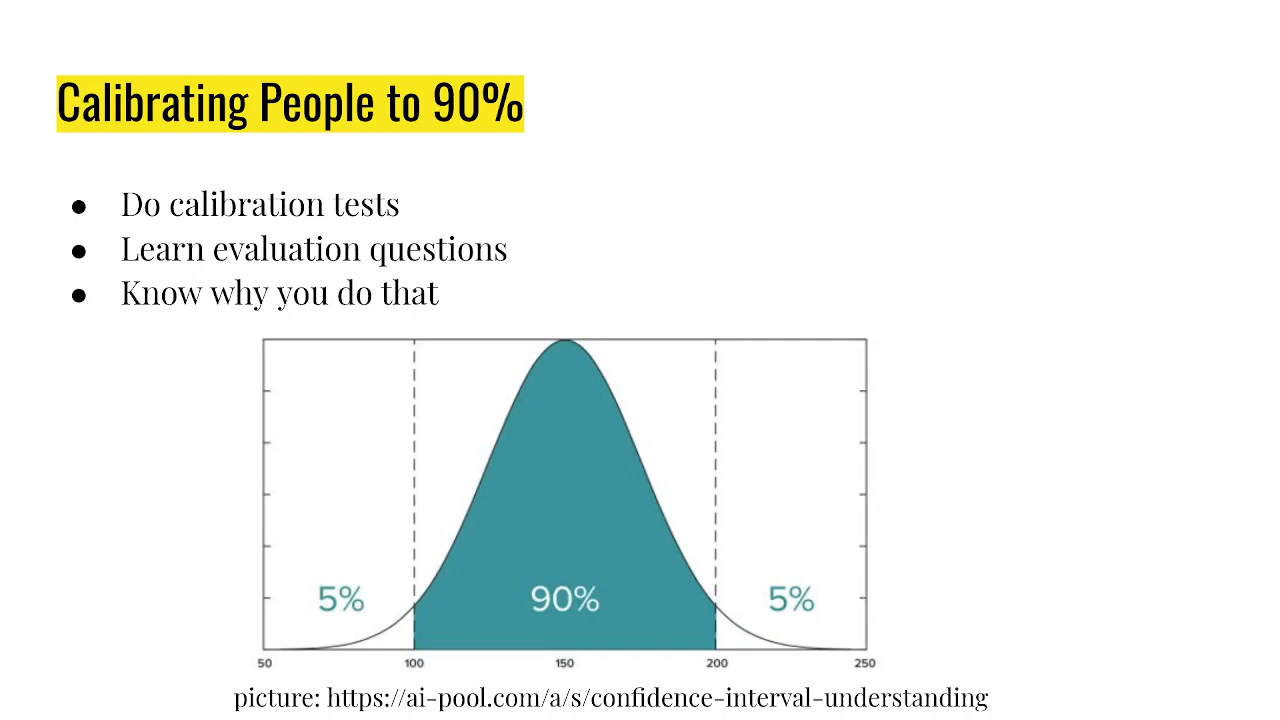 Calibrating People to 90%
● Do calibration tests
● Learn evaluation questions
● Know why you do that
5%
90%
5%
50
100
150
200
250
picture: https://ai-pool.com/a/s/confidence-interval-understanding